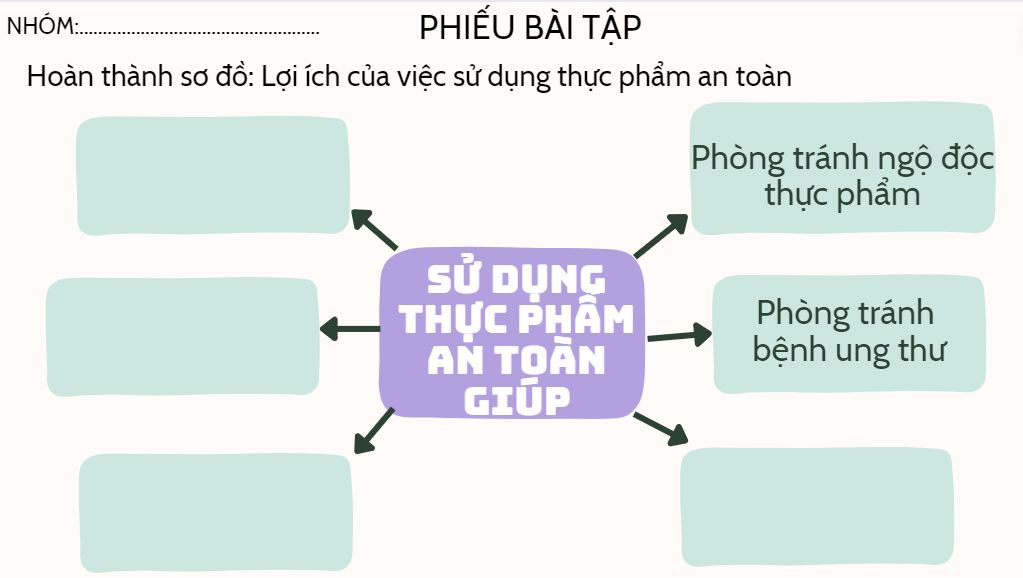 NHÓM:...................................................
PHIẾU BÀI TẬP
Hoàn thành sơ đồ: Lợi ích của việc sử dụng thực phẩm an toàn
Phòng tránh ngộ độc
thực phẩm
SỬ DỤNG
THỰC PHẨM
AN TOÀN
GIÚP
Phòng tránh
bệnh ung thư